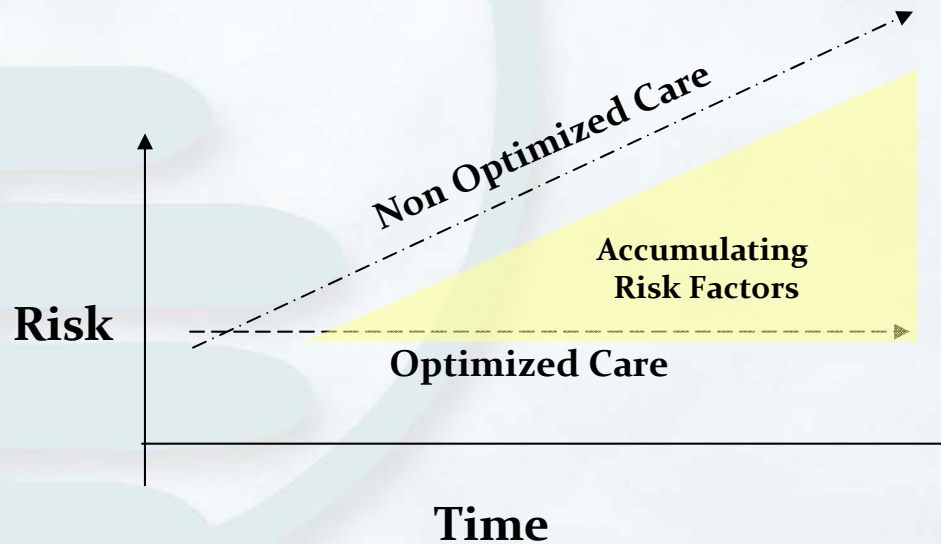 Non Optimized Care
Accumulating
Risk Factors
Risk
Optimized Care
Time